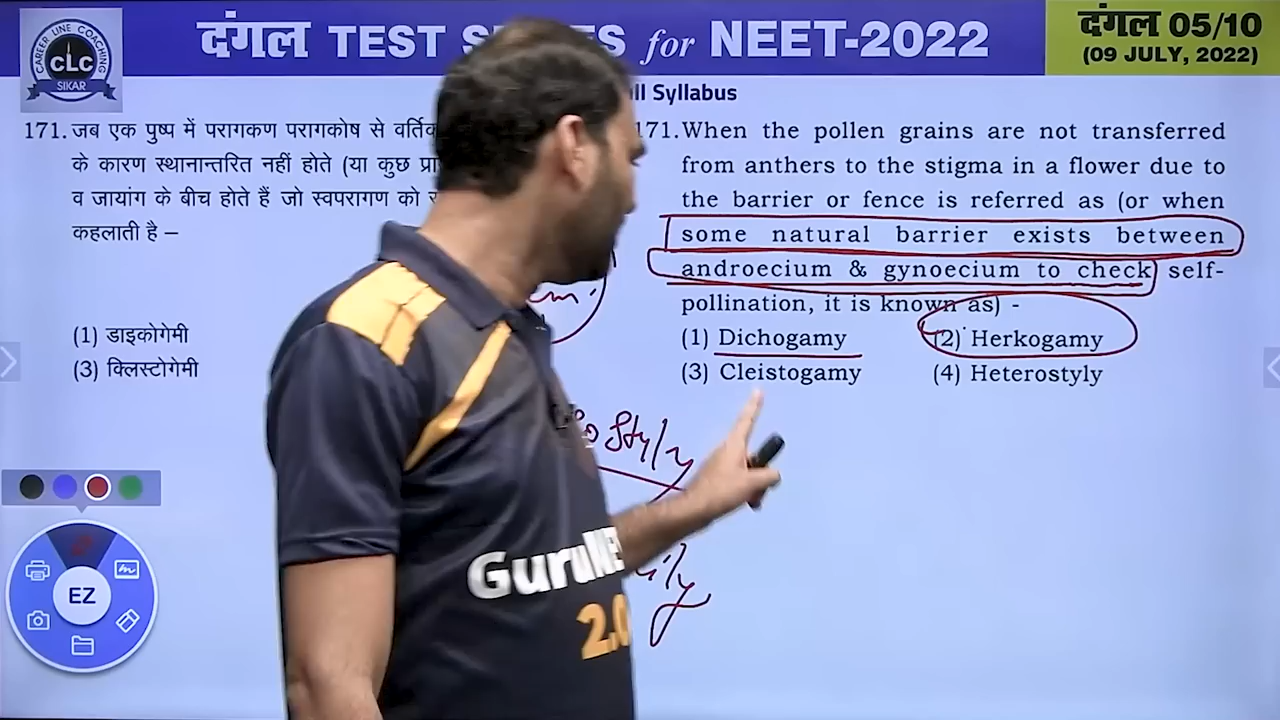 CAREER LINE COACHING
CLC
SIKAR
दंगल TEST for NEET-2022
दंगल 05/10
(09 JULY, 2022)
Syllabus
171. जब एक पुष्प में परागकण परागकोष से
के कारण स्थानान्तरित नहीं होते (या कुछ
व जायांग के बीच होते हैं जो स्वपरागण को
कहलाती है –
(1) डाइकोगेमी
(3) क्लिस्टोगेमी
171. When the pollen grains are not transferred
from anthers to the stigma in a flower due to
the barrier or fence is referred as (or when
some natural barrier exists between
androecium & gynoecium to check self-
pollination, it is known as) -
(1) Dichogamy (2) Herkogamy
(3) Cleistogamy (4) Heterostyly
EZ
2.0